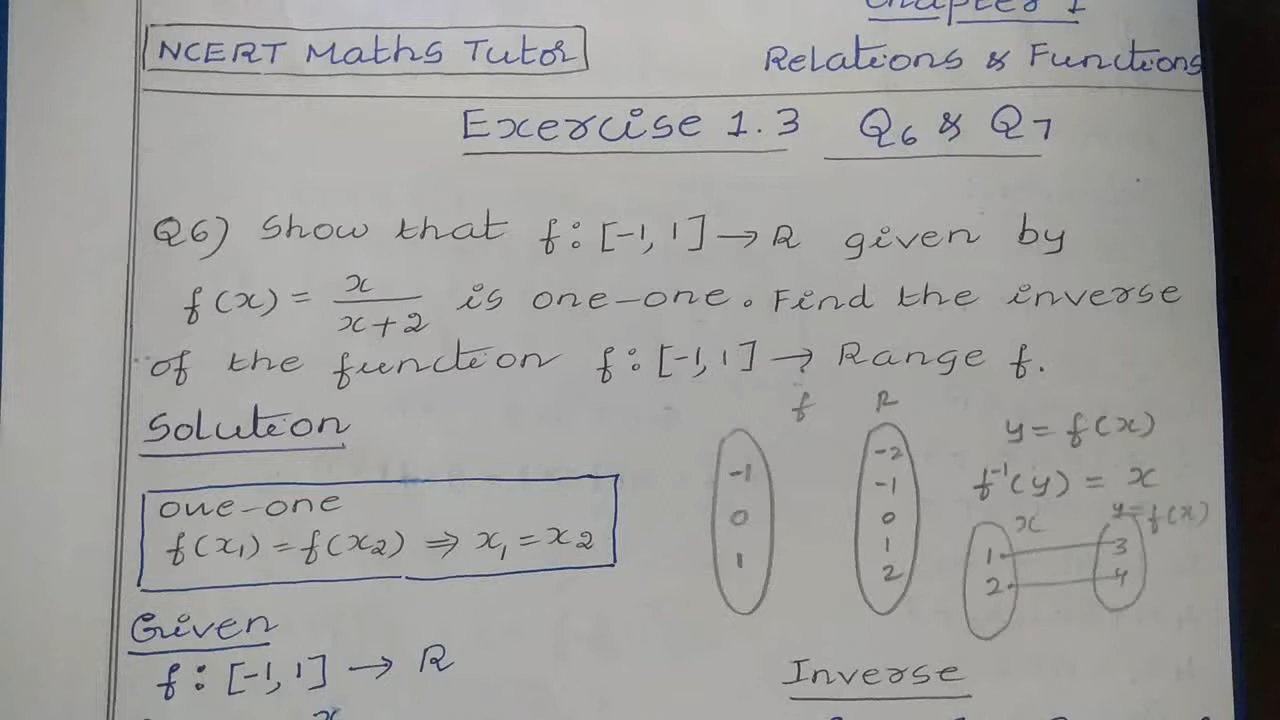 Chapter 1
NCERT Maths Tutor
Relations & Functions
Exercise 1.3 Q6 & Q7
Q6) Show that f: [-1, 1] → R given by
f(x) = x/(x+2) is one-one. Find the inverse
of the function f: [-1, 1] → Range f.
Solution
f R
-1
0
1
-2
-1
0
1
2
y = f(x)
f⁻¹(y) = x
x y=f(x)
1 3
2 4
one-one
f(x₁) = f(x₂) ⇒ x₁ = x₂
Given
f: [-1, 1] → R
Inverse